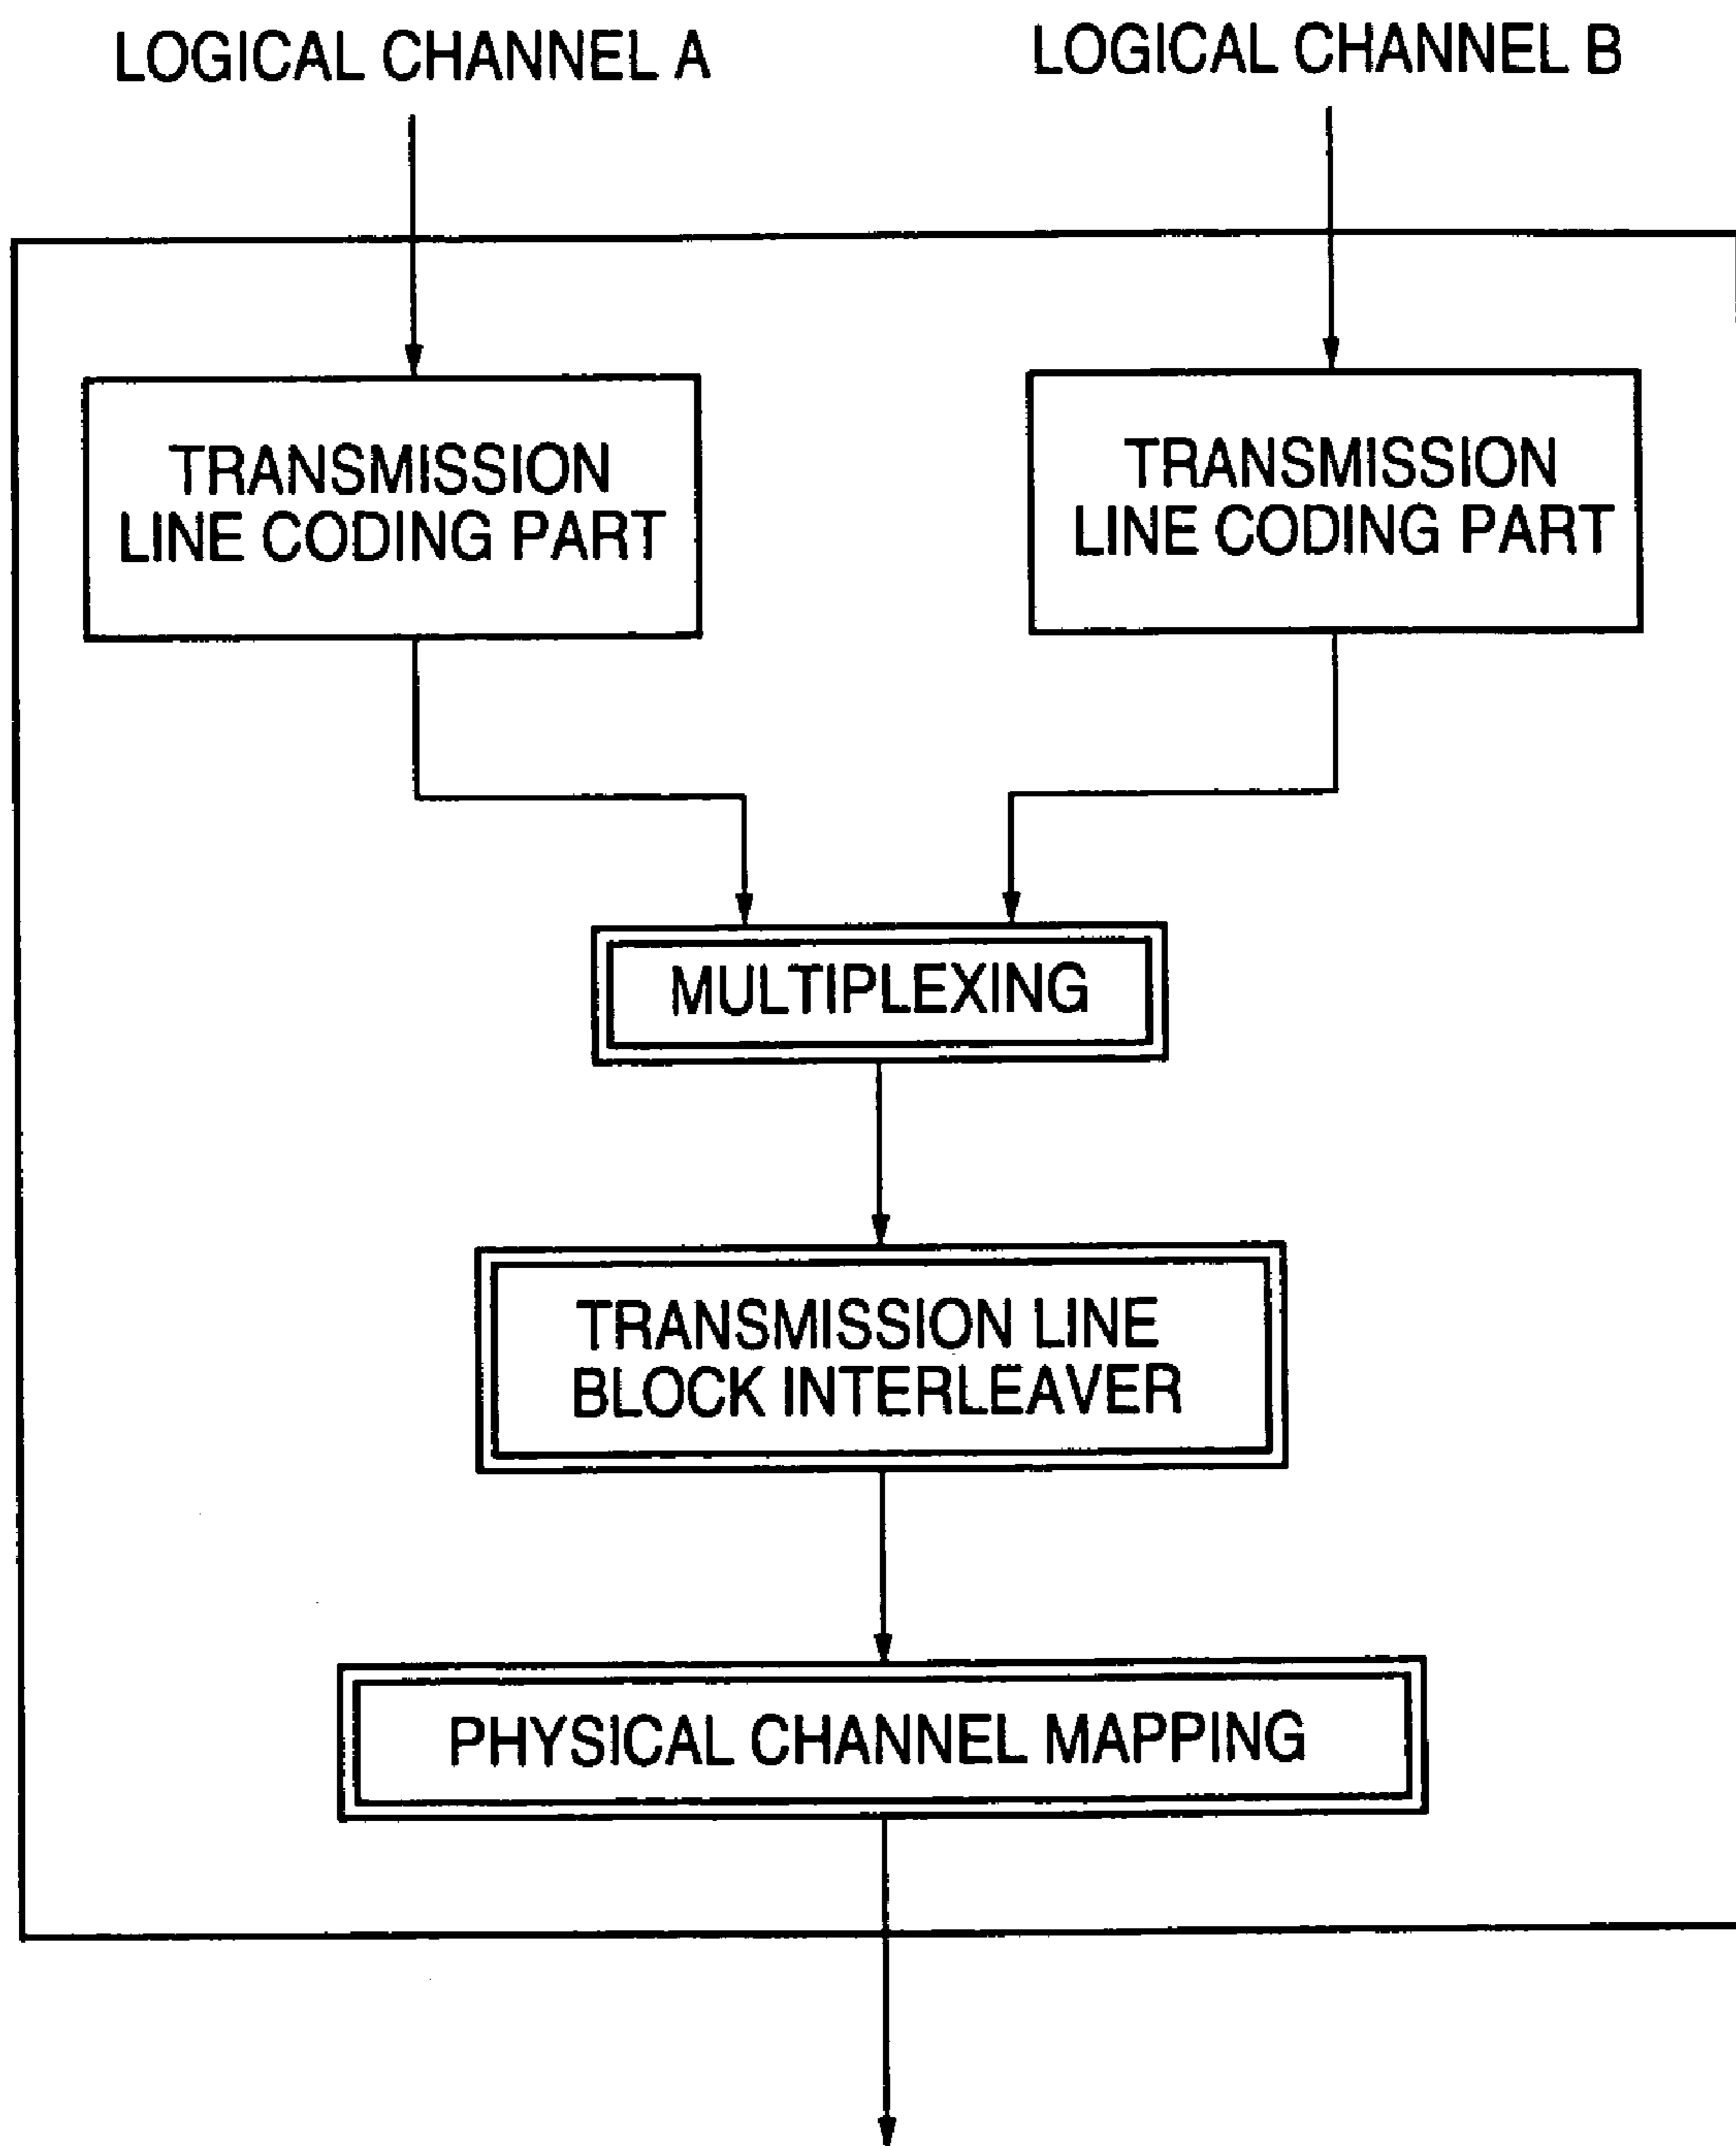 LOGICAL CHANNEL A
LOGICAL CHANNEL B
TRANSMISSION
LINE CODING PART
TRANSMISSION
LINE CODING PART
MULTIPLEXING
TRANSMISSION LINE
BLOCK INTERLEAVER
PHYSICAL CHANNEL MAPPING